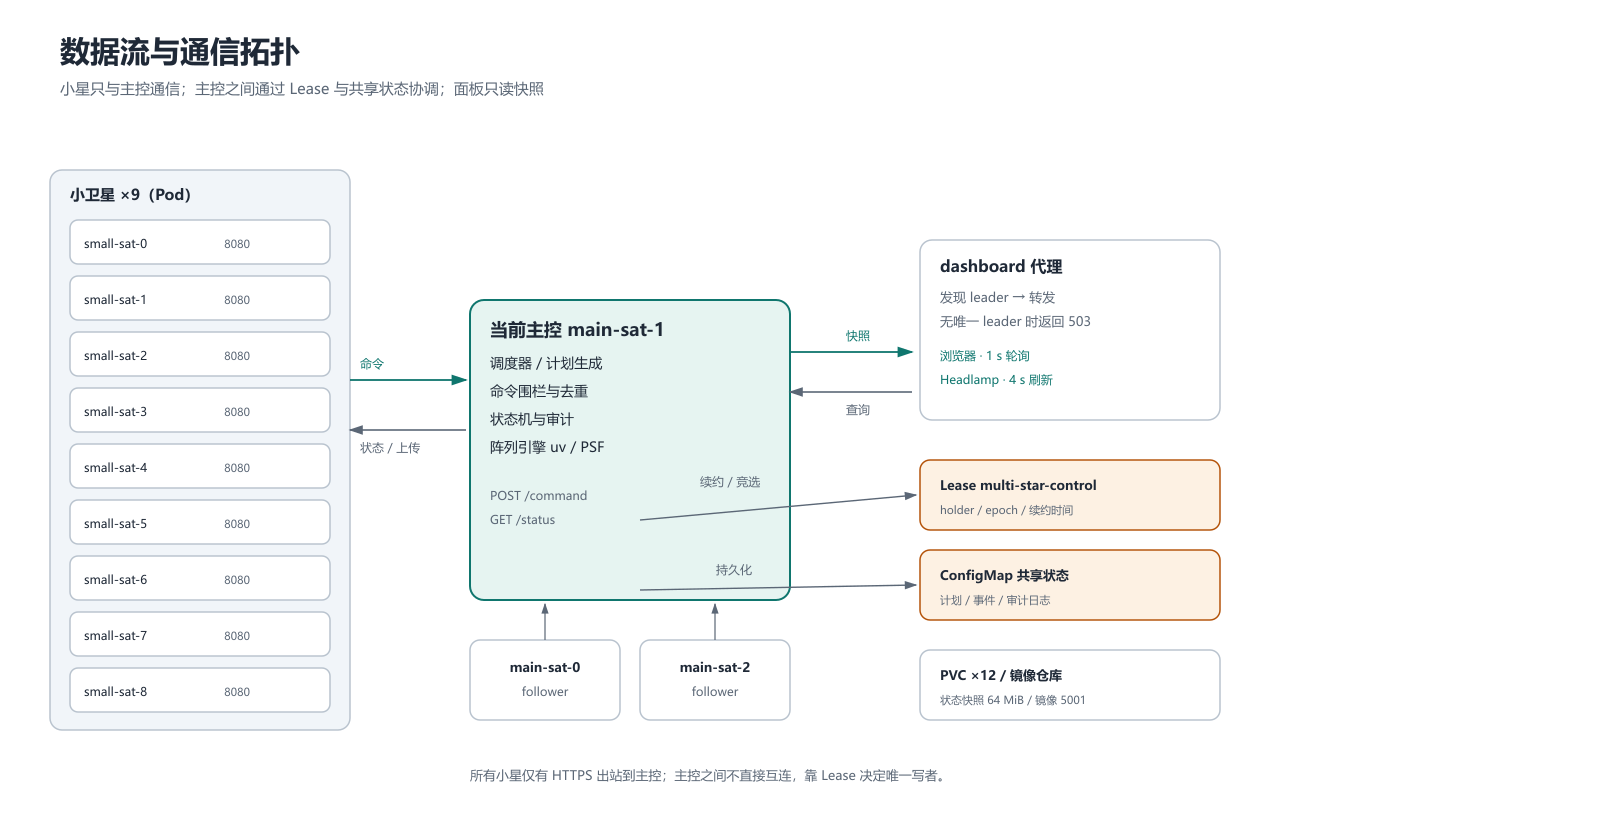 数据流与通信拓扑
小星只与主控通信；主控之间通过 Lease 与共享状态协调；面板只读快照
小卫星 ×9（Pod）
small-sat-0 8080
small-sat-1 8080
small-sat-2 8080
small-sat-3 8080
small-sat-4 8080
small-sat-5 8080
small-sat-6 8080
small-sat-7 8080
small-sat-8 8080
命令
状态 / 上传
当前主控 main-sat-1
调度器 / 计划生成
命令围栏与去重
状态机与审计
阵列引擎 uv / PSF
续约 / 竞选
POST /command
GET /status
持久化
main-sat-0
follower
main-sat-2
follower
快照
查询
dashboard 代理
发现 leader → 转发
无唯一 leader 时返回 503
浏览器 · 1 s 轮询
Headlamp · 4 s 刷新
Lease multi-star-control
holder / epoch / 续约时间
ConfigMap 共享状态
计划 / 事件 / 审计日志
PVC ×12 / 镜像仓库
状态快照 64 MiB / 镜像 5001
所有小星仅有 HTTPS 出站到主控；主控之间不直接互连，靠 Lease 决定唯一写者。